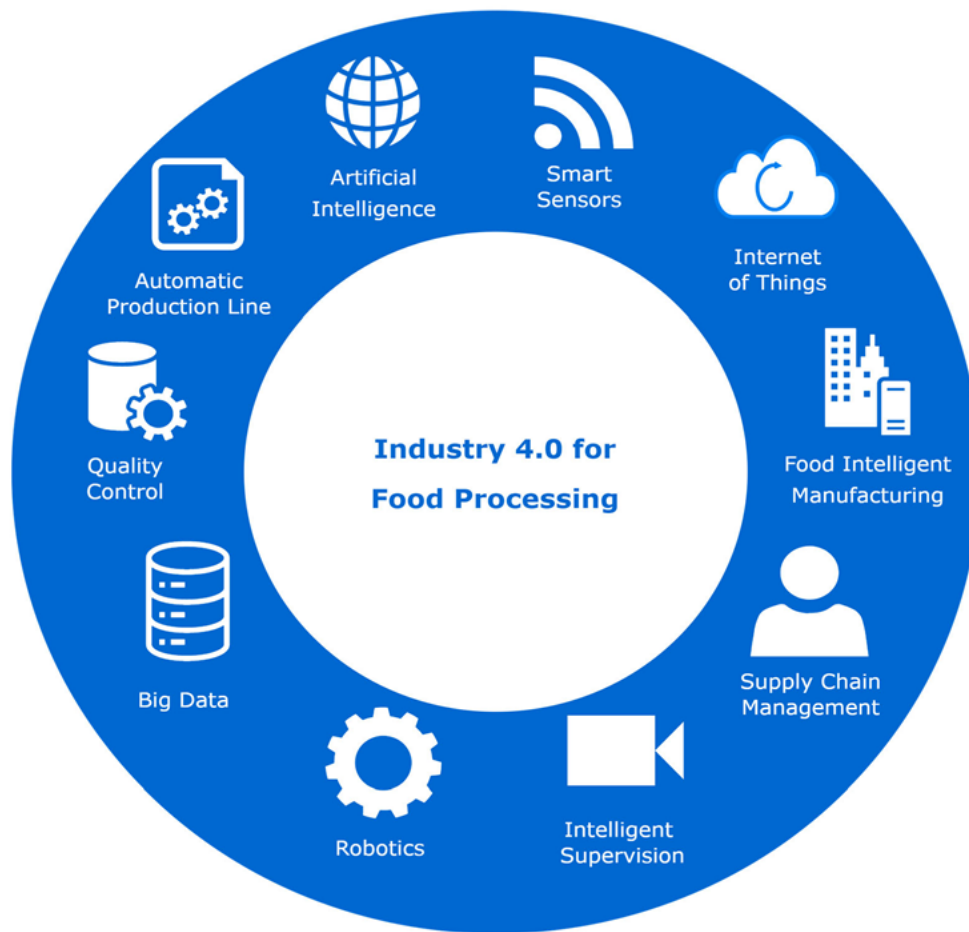 Artificial
Intelligence
Smart
Sensors
Internet
of Things
Food Intelligent
Manufacturing
Supply Chain
Management
Intelligent
Supervision
Robotics
Big Data
Quality
Control
Automatic
Production Line
Industry 4.0 for
Food Processing